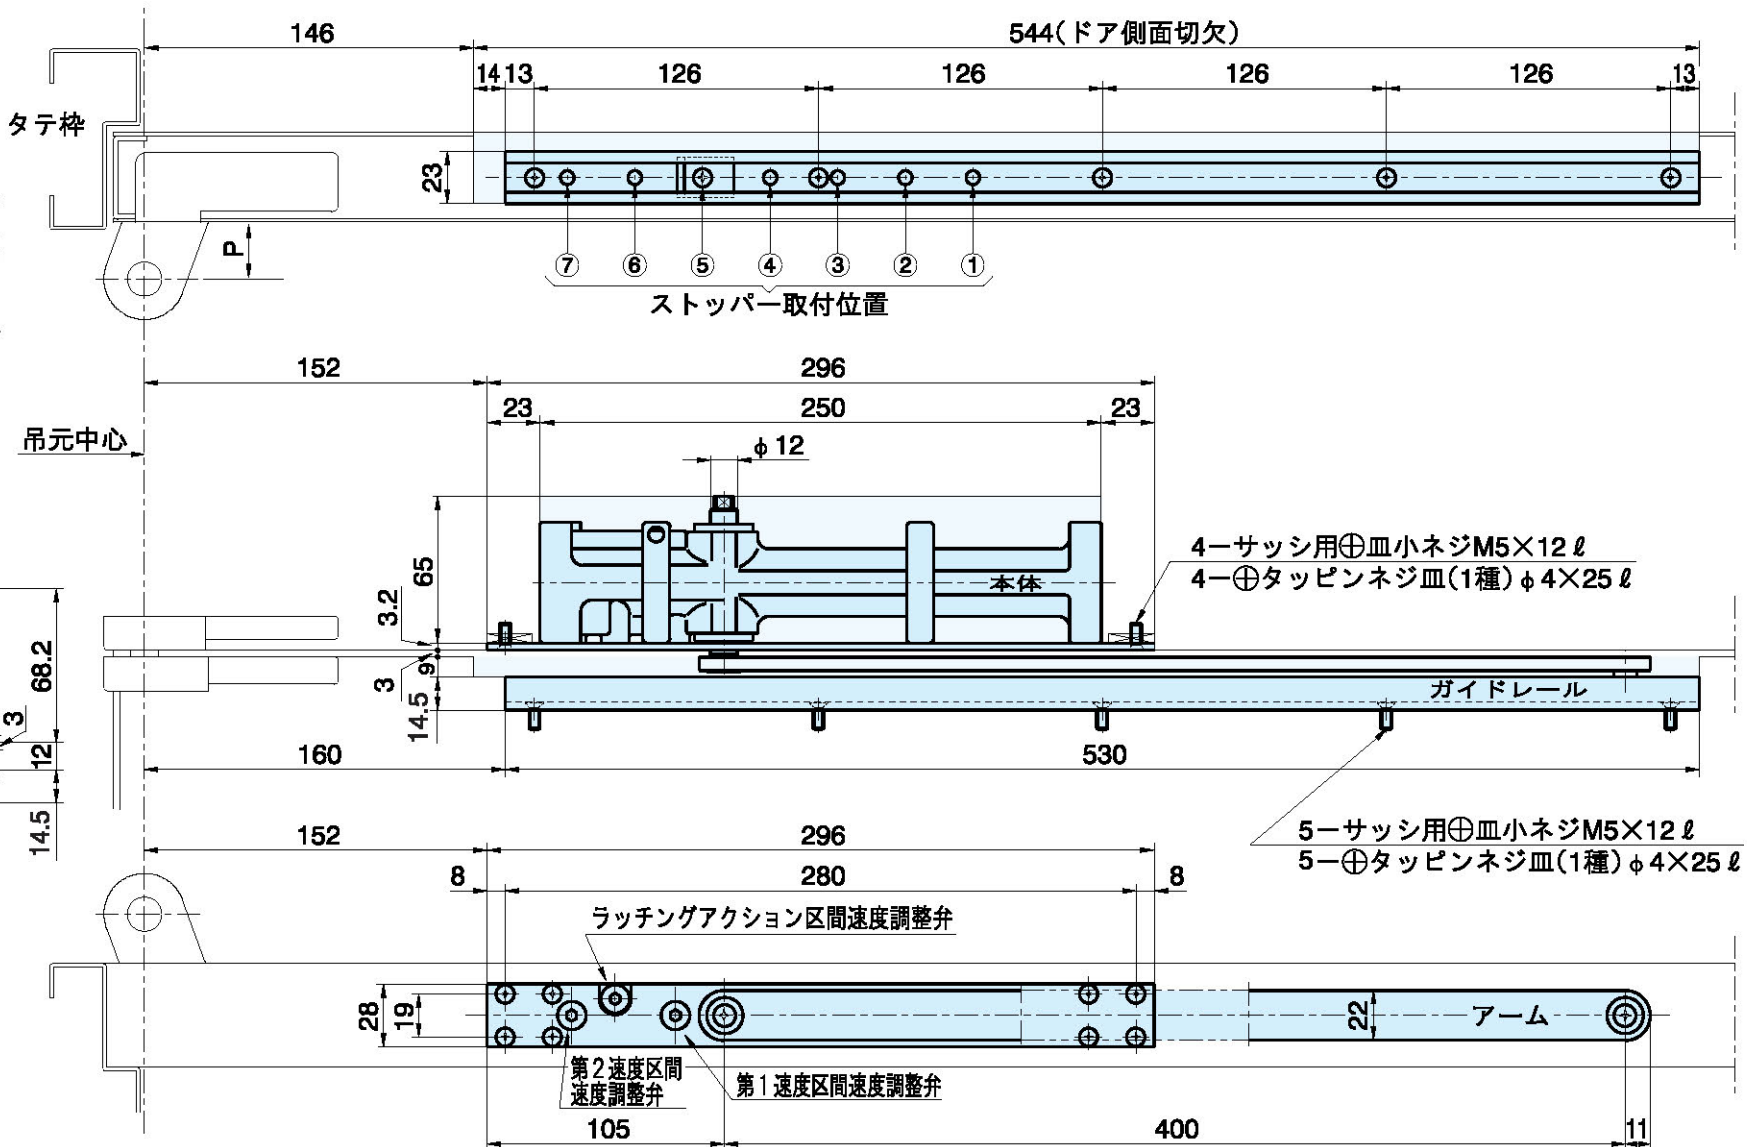 146
544(ドア側面切欠)
14 13 126 126 126 126 13
タテ枠
23
P
⑦ ⑥ ⑤ ④ ③ ② ①
ストッパー取付位置
152 296
23 250 23
吊元中心
φ12
65
4−サッシ用⊕皿小ネジM5×12ℓ
4−⊕タッピンネジ皿(1種)φ4×25ℓ
本体
3.2
68.2
3
9
3
14.5
ガイドレール
12
160 530
14.5
5−サッシ用⊕皿小ネジM5×12ℓ
5−⊕タッピンネジ皿(1種)φ4×25ℓ
152 296
8 280 8
ラッチングアクション区間速度調整弁
28
19
22
アーム
第2速度区間
速度調整弁
第1速度区間速度調整弁
105 400 11